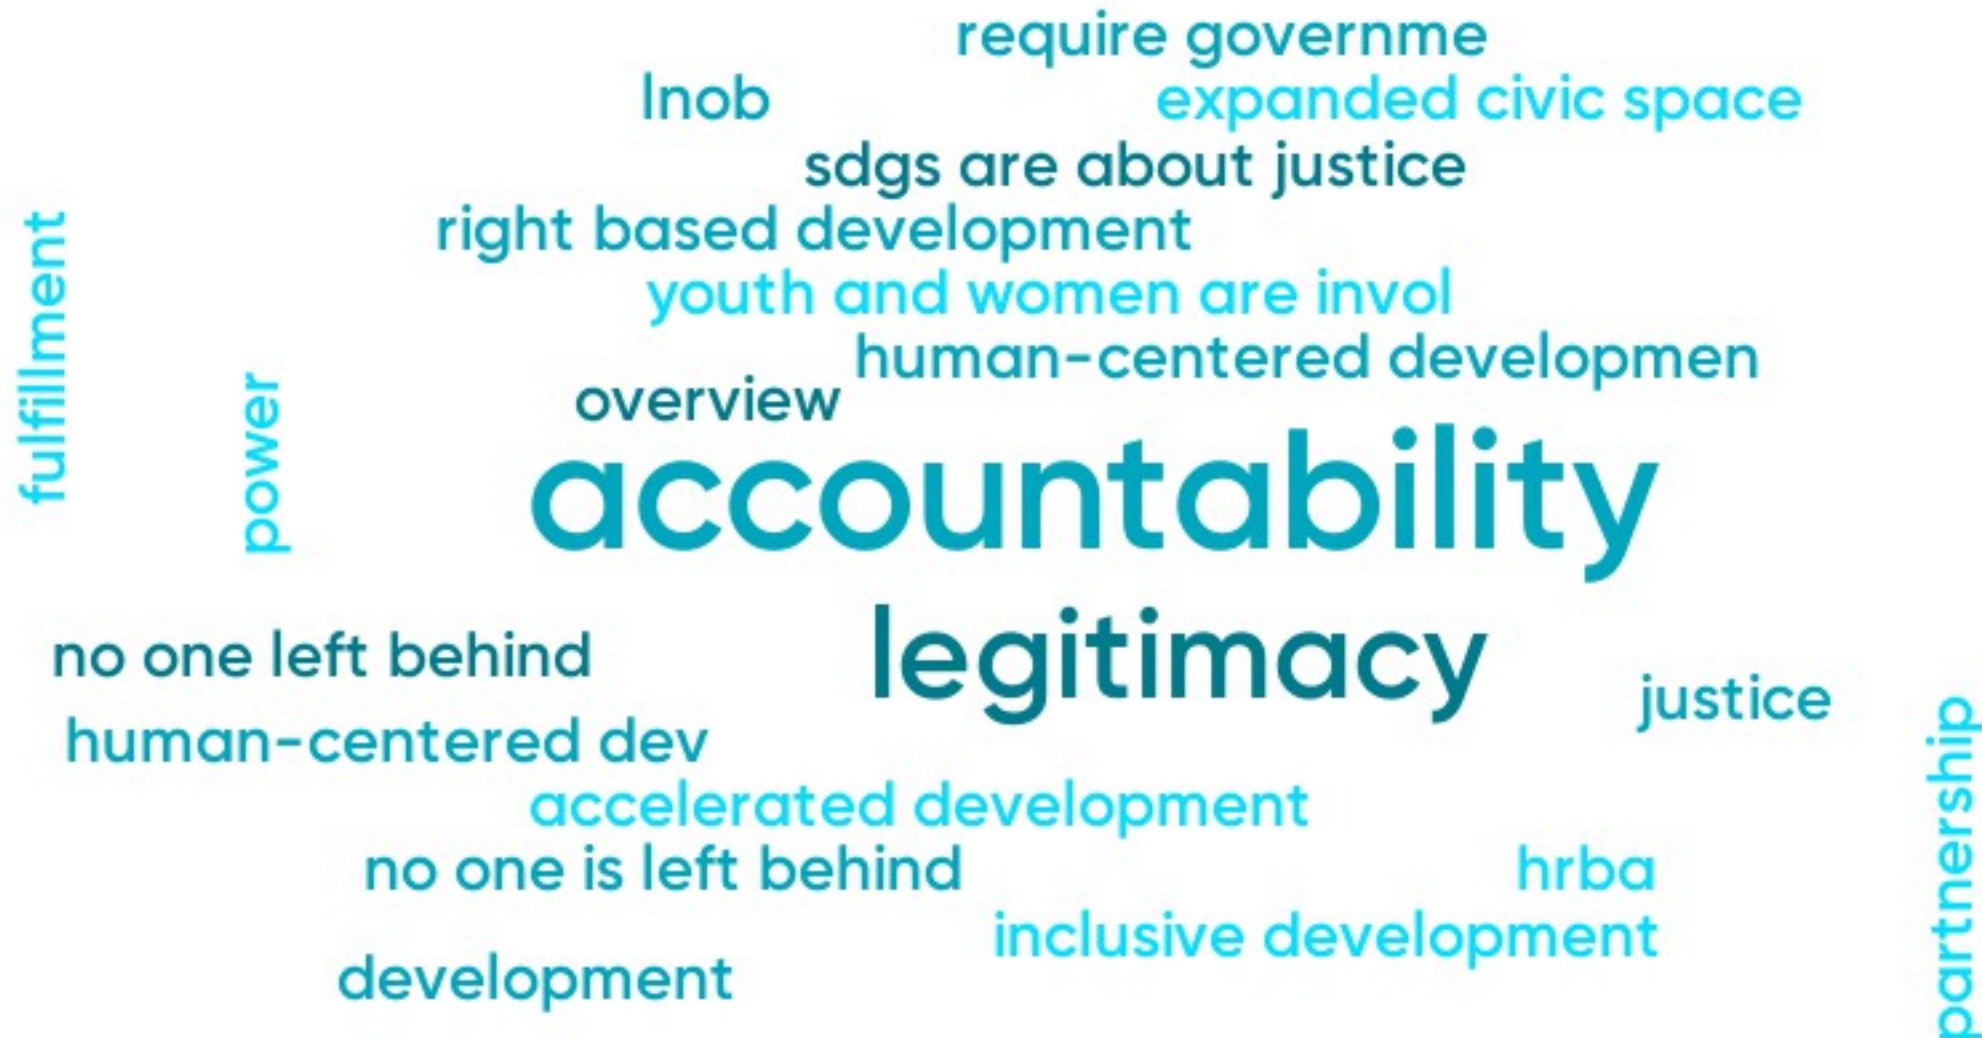 require governme
lnob
expanded civic space
sdgs are about justice
right based development
fulfillment
youth and women are invol
human-centered developmen
power
overview
accountability
legitimacy
no one left behind
justice
human-centered dev
partnership
accelerated development
no one is left behind
hrba
inclusive development
development